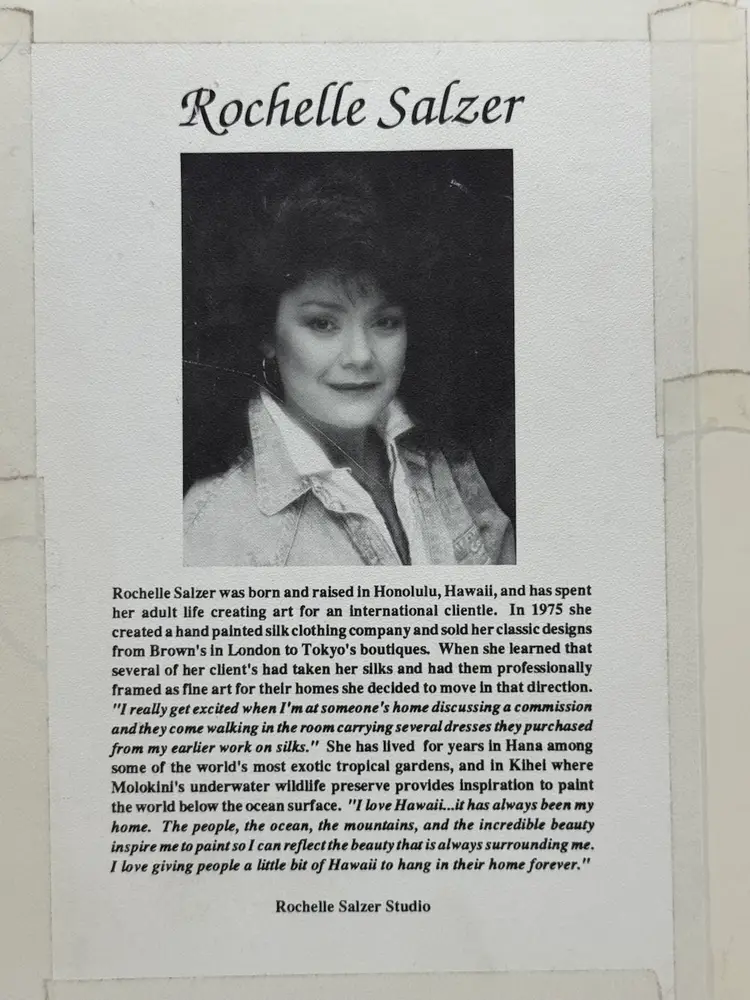 Rochelle Salzer
Rochelle Salzer was born and raised in Honolulu, Hawaii, and has spent
her adult life creating art for an international clientle. In 1975 she
created a hand painted silk clothing company and sold her classic designs
from Brown's in London to Tokyo's boutiques. When she learned that
several of her client's had taken her silks and had them professionally
framed as fine art for their homes she decided to move in that direction.
"I really get excited when I'm at someone's home discussing a commission
and they come walking in the room carrying several dresses they purchased
from my earlier work on silks." She has lived for years in Hana among
some of the world's most exotic tropical gardens, and in Kihei where
Molokini's underwater wildlife preserve provides inspiration to paint
the world below the ocean surface. "I love Hawaii...it has always been my
home. The people, the ocean, the mountains, and the incredible beauty
inspire me to paint so I can reflect the beauty that is always surrounding me.
I love giving people a little bit of Hawaii to hang in their home forever."
Rochelle Salzer Studio